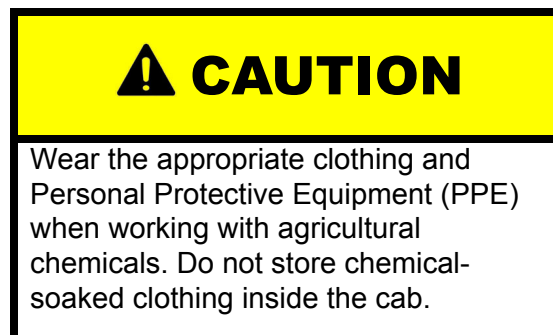 CAUTION
Wear the appropriate clothing and
Personal Protective Equipment (PPE)
when working with agricultural
chemicals. Do not store chemical-
soaked clothing inside the cab.